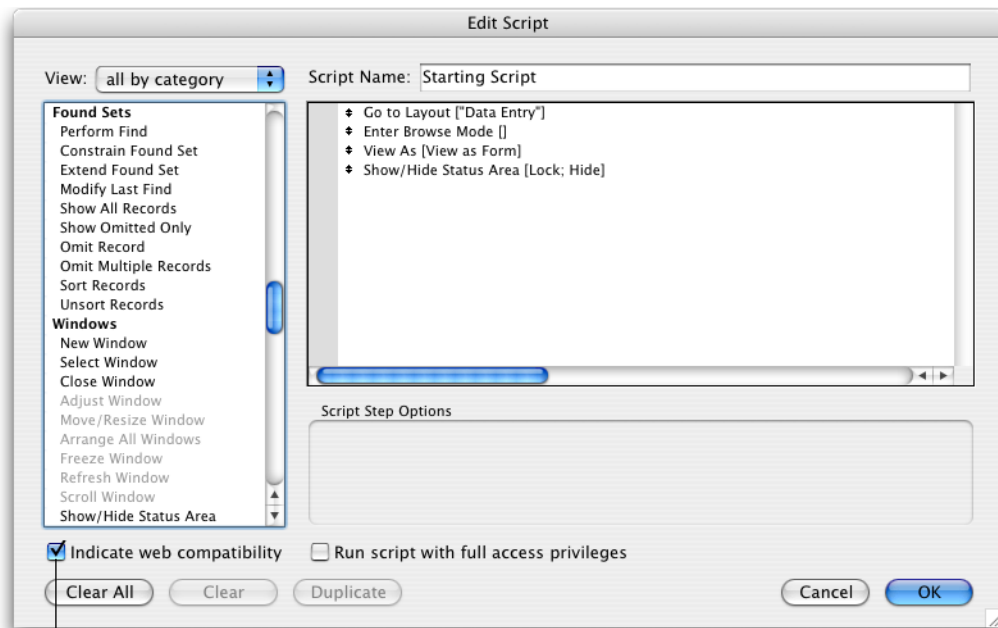 Edit Script
View: all by category
Script Name: Starting Script
Found Sets
Perform Find
Constrain Found Set
Extend Found Set
Modify Last Find
Show All Records
Show Omitted Only
Omit Record
Omit Multiple Records
Sort Records
Unsort Records
Windows
New Window
Select Window
Close Window
Adjust Window
Move/Resize Window
Arrange All Windows
Freeze Window
Refresh Window
Scroll Window
Show/Hide Status Area
Go to Layout ["Data Entry"]
Enter Browse Mode []
View As [View as Form]
Show/Hide Status Area [Lock; Hide]
Script Step Options
Indicate web compatibility
Run script with full access privileges
Clear All
Clear
Duplicate
Cancel
OK